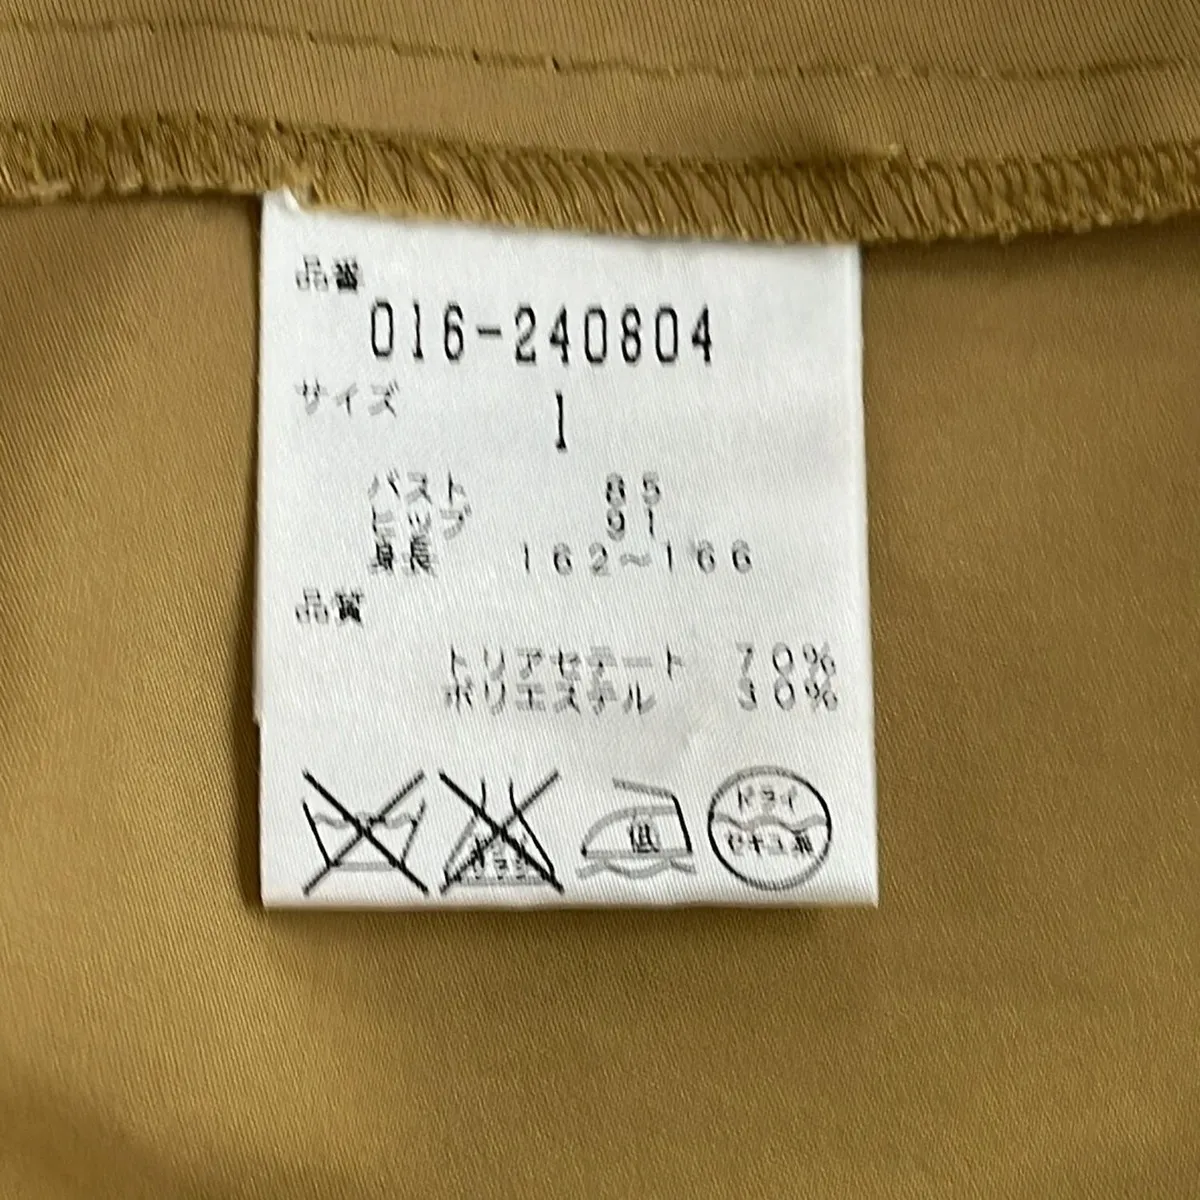 品番
016-240804
サイズ
1
バスト 85
ヒップ 91
身長 162~166
品質
トリアセテート 70%
ポリエステル 30%
低
ドライ
セキユ系